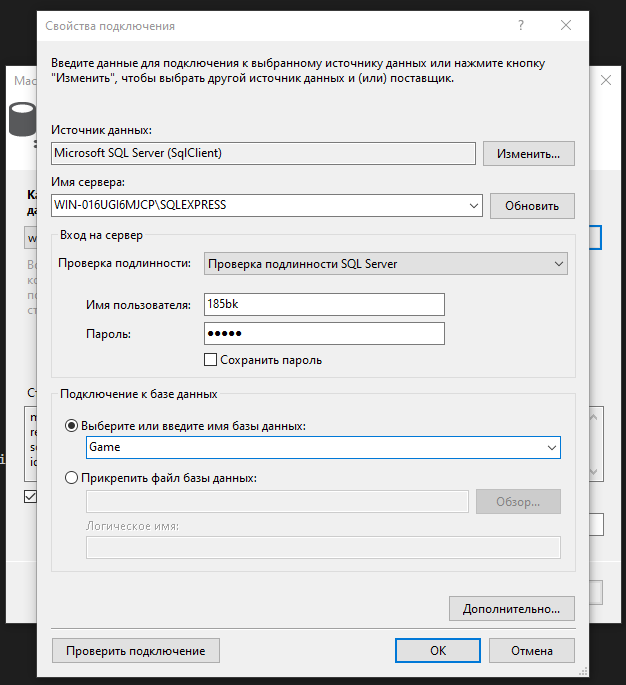 Свойства подключения
Введите данные для подключения к выбранному источнику данных или нажмите кнопку
"Изменить", чтобы выбрать другой источник данных и (или) поставщик.
Источник данных:
Microsoft SQL Server (SqlClient)
Изменить...
Имя сервера:
WIN-016UGI6MJCP\SQLEXPRESS
Обновить
Вход на сервер
Проверка подлинности:
Проверка подлинности SQL Server
Имя пользователя:
185bk
Пароль:
●●●●●
Сохранить пароль
Подключение к базе данных
Выберите или введите имя базы данных:
Game
Прикрепить файл базы данных:
Обзор...
Логическое имя:
Дополнительно...
Проверить подключение
ОК
Отмена